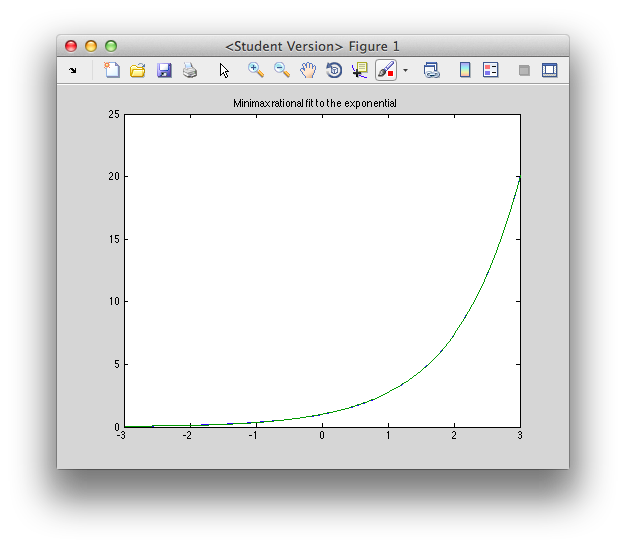 <Student Version> Figure 1
Minimax rational fit to the exponential
25
20
15
10
5
0
-3 -2 -1 0 1 2 3